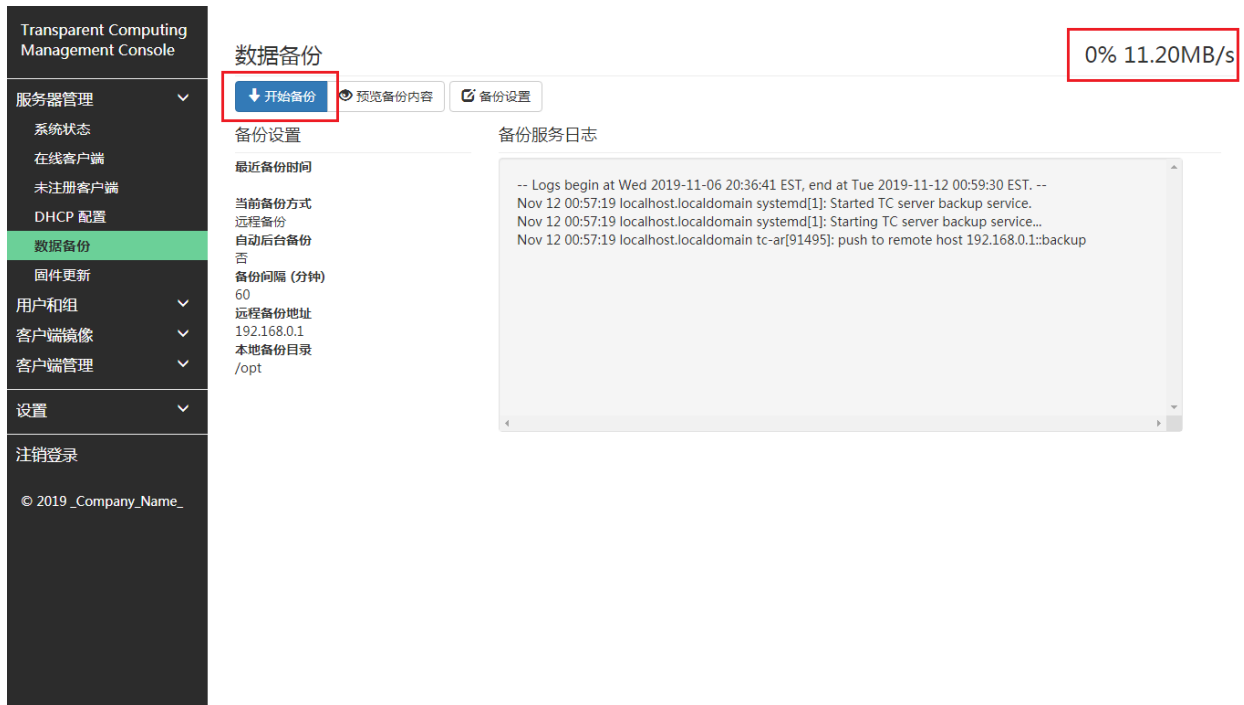 Transparent Computing
Management Console
服务器管理
系统状态
在线客户端
未注册客户端
DHCP 配置
数据备份
固件更新
用户和组
客户端镜像
客户端管理
设置
注销登录
© 2019 _Company_Name_
数据备份
0% 11.20MB/s
开始备份
预览备份内容
备份设置
备份设置
最近备份时间
当前备份方式
远程备份
自动后台备份
否
备份间隔 (分钟)
60
远程备份地址
192.168.0.1
本地备份目录
/opt
备份服务日志
-- Logs begin at Wed 2019-11-06 20:36:41 EST, end at Tue 2019-11-12 00:59:30 EST. --
Nov 12 00:57:19 localhost.localdomain systemd[1]: Started TC server backup service.
Nov 12 00:57:19 localhost.localdomain systemd[1]: Starting TC server backup service...
Nov 12 00:57:19 localhost.localdomain tc-ar[91495]: push to remote host 192.168.0.1::backup